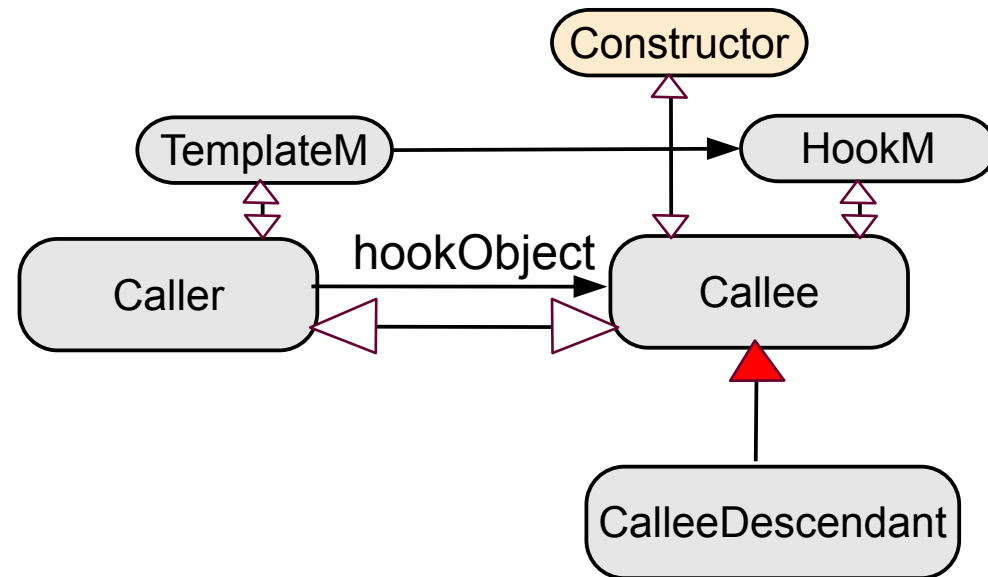 Constructor
TemplateM
HookM
hookObject
Caller
Callee
CalleeDescendant